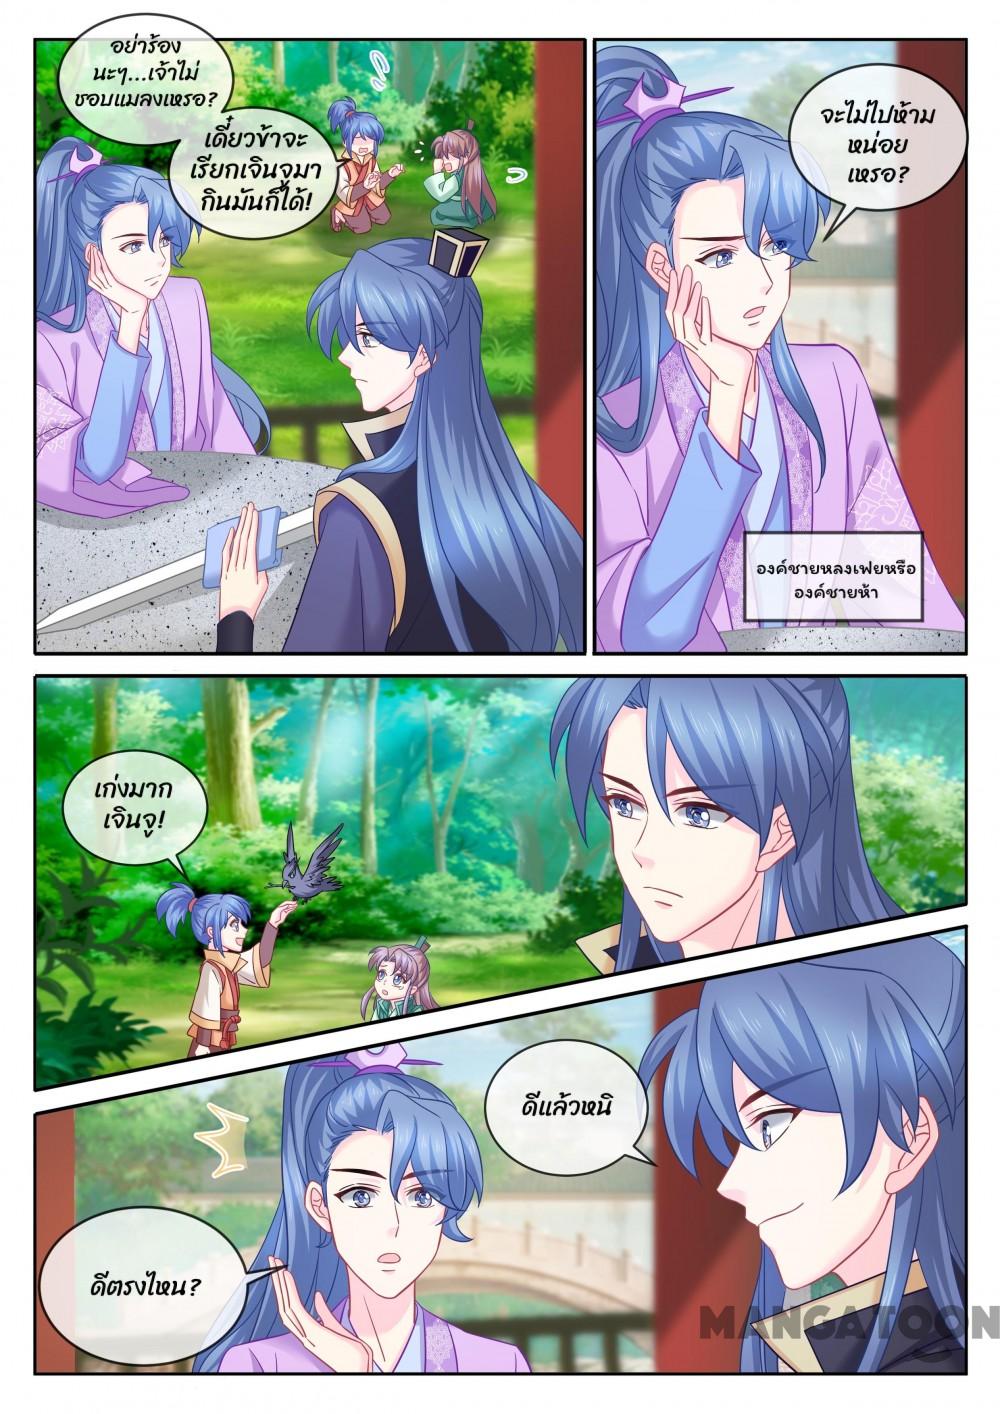 อย่าร้อง
นะๆ...เจ้าไม่
ชอบแมลงเหรอ?
เดี๋ยวข้าจะ
เรียกเจินจูมา
กินมันก็ได้!
จะไม่ไปห้าม
หน่อย
เหรอ?
องค์ชายหลงเฟยหรือ
องค์ชายห้า
เก่งมาก
เจินจู!
ดีแล้วหนิ
ดีตรงไหน?
MANGATOON